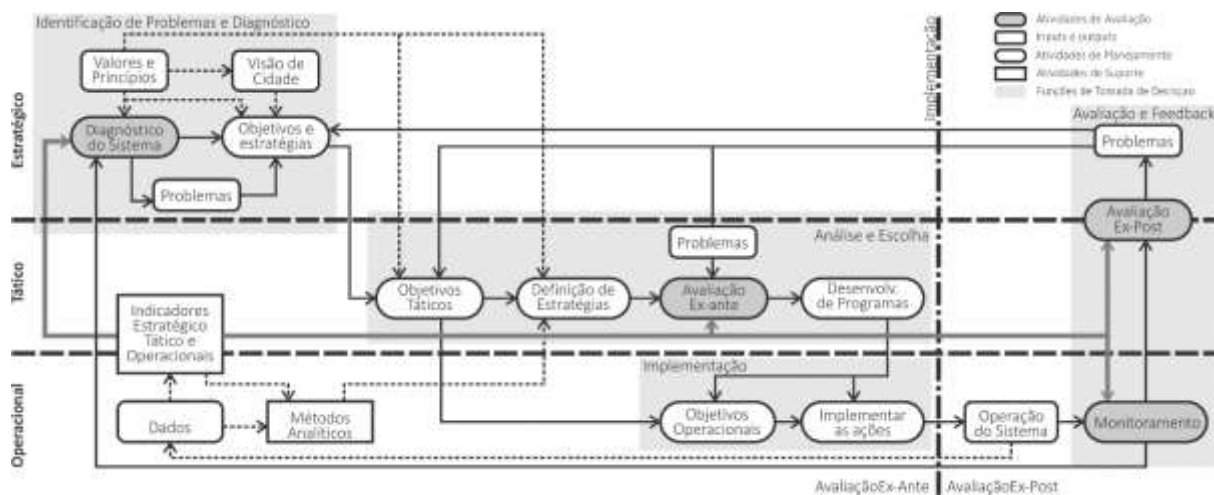 Identificação de Problemas e Diagnóstico
Valores e
Princípios
Visão de
Cidade
Diagnóstico
do Sistema
Objetivos e
estratégias
Problemas
Estratégico
Implementação
Atividades de Avaliação
Inputs e outputs
Atividades de Planejamento
Atividades de Suporte
Funções de Tomada de Decisão
Avaliação e Feedback
Problemas
Avaliação
Ex-Post
Tático
Análise e Escolha
Problemas
Objetivos
Táticos
Definição de
Estratégias
Avaliação
Ex-ante
Desenvolv.
de Programas
Indicadores
Estratégico
Tático e
Operacionais
Operacional
Dados
Métodos
Analíticos
Implementação
Objetivos
Operacionais
Implementar
as ações
Operação
do Sistema
Monitoramento
AvaliaçãoEx-Ante
AvaliaçãoEx-Post